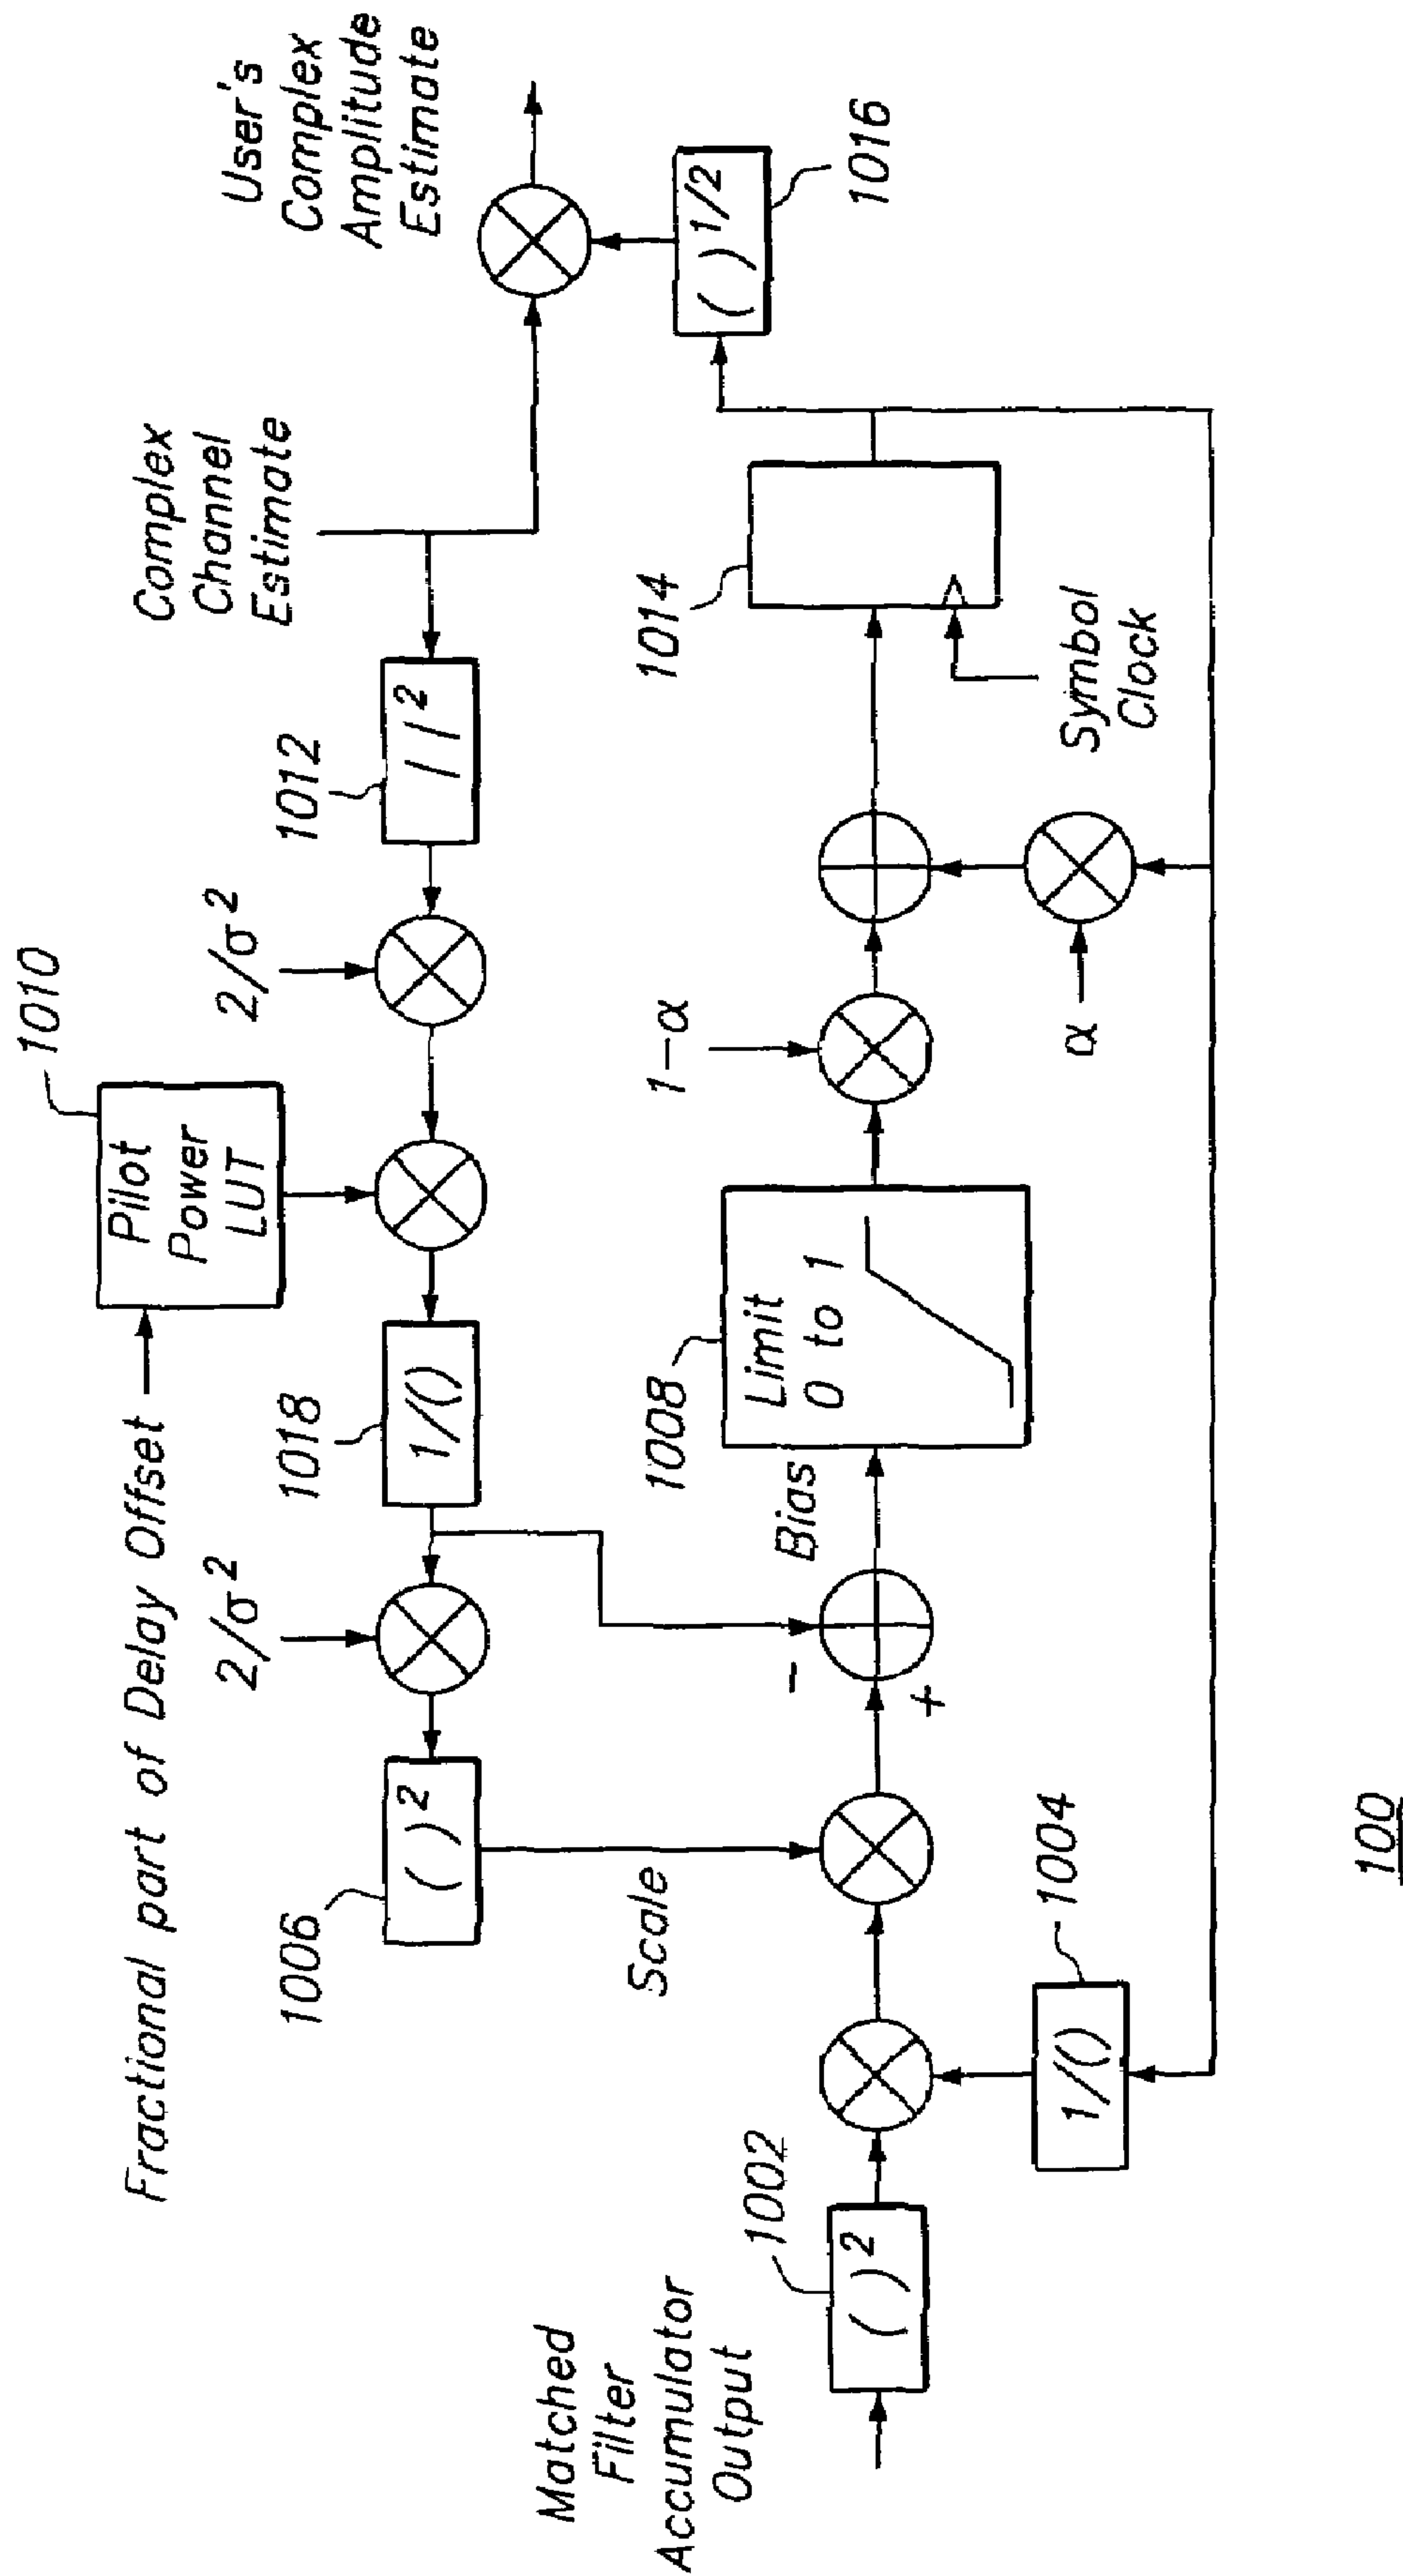 Fractional part of Delay Offset
1010
Pilot
Power
LUT
Complex
Channel
Estimate
User's
Complex
Amplitude
Estimate
1006
( )²
2/σ²
1018
1/()
2/σ²
1012
| |²
Scale
Matched
Filter
Accumulator
Output
1002
( )²
1/()
1004
-
+
Bias
1008
Limit
0 to 1
1-α
α
1014
Symbol
Clock
( )1/2
1016
100